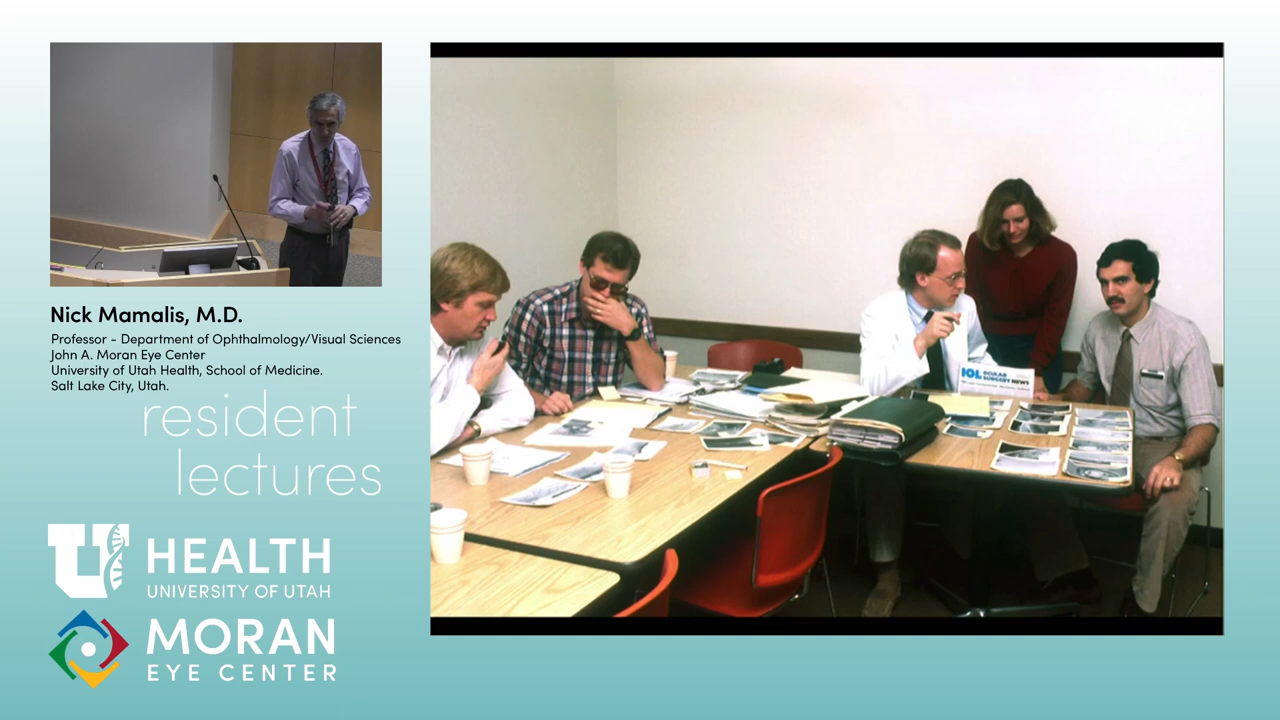 Nick Mamalis, M.D.
Professor - Department of Ophthalmology/Visual Sciences
John A. Moran Eye Center
University of Utah Health, School of Medicine.
Salt Lake City, Utah.
resident
lectures
U HEALTH
UNIVERSITY OF UTAH
MORAN
EYE CENTER
IOL OCULAR
SURGERY NEWS